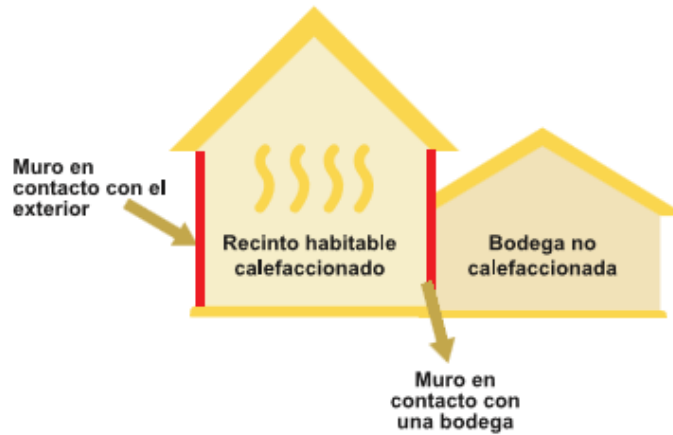 Muro en
contacto con el
exterior
Recinto habitable
calefaccionado
Bodega no
calefaccionada
Muro en
contacto con
una bodega